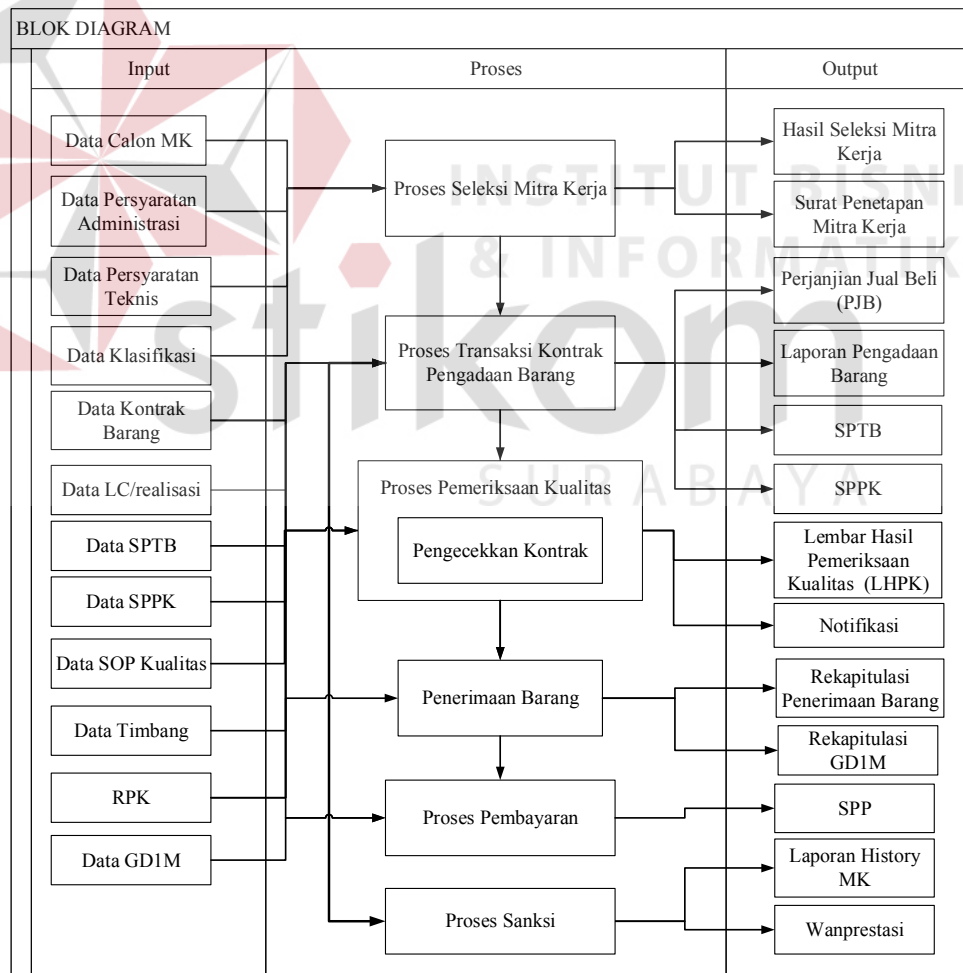 BLOK DIAGRAM
Input
Proses
Output
Data Calon MK
Data Persyaratan
Administrasi
Data Persyaratan
Teknis
Data Klasifikasi
Data Kontrak
Barang
Data LC/realisasi
Data SPTB
Data SPPK
Data SOP Kualitas
Data Timbang
RPK
Data GD1M
Proses Seleksi Mitra Kerja
Proses Transaksi Kontrak
Pengadaan Barang
Proses Pemeriksaan Kualitas
Pengecekkan Kontrak
Penerimaan Barang
Proses Pembayaran
Proses Sanksi
Hasil Seleksi Mitra
Kerja
Surat Penetapan
Mitra Kerja
Perjanjian Jual Beli
(PJB)
Laporan Pengadaan
Barang
SPTB
SPPK
Lembar Hasil
Pemeriksaan
Kualitas (LHPK)
Notifikasi
Rekapitulasi
Penerimaan Barang
Rekapitulasi
GD1M
SPP
Laporan History
MK
Wanprestasi
INSTITUT BISNI
& INFORMATIK
stikom
SURABAYA